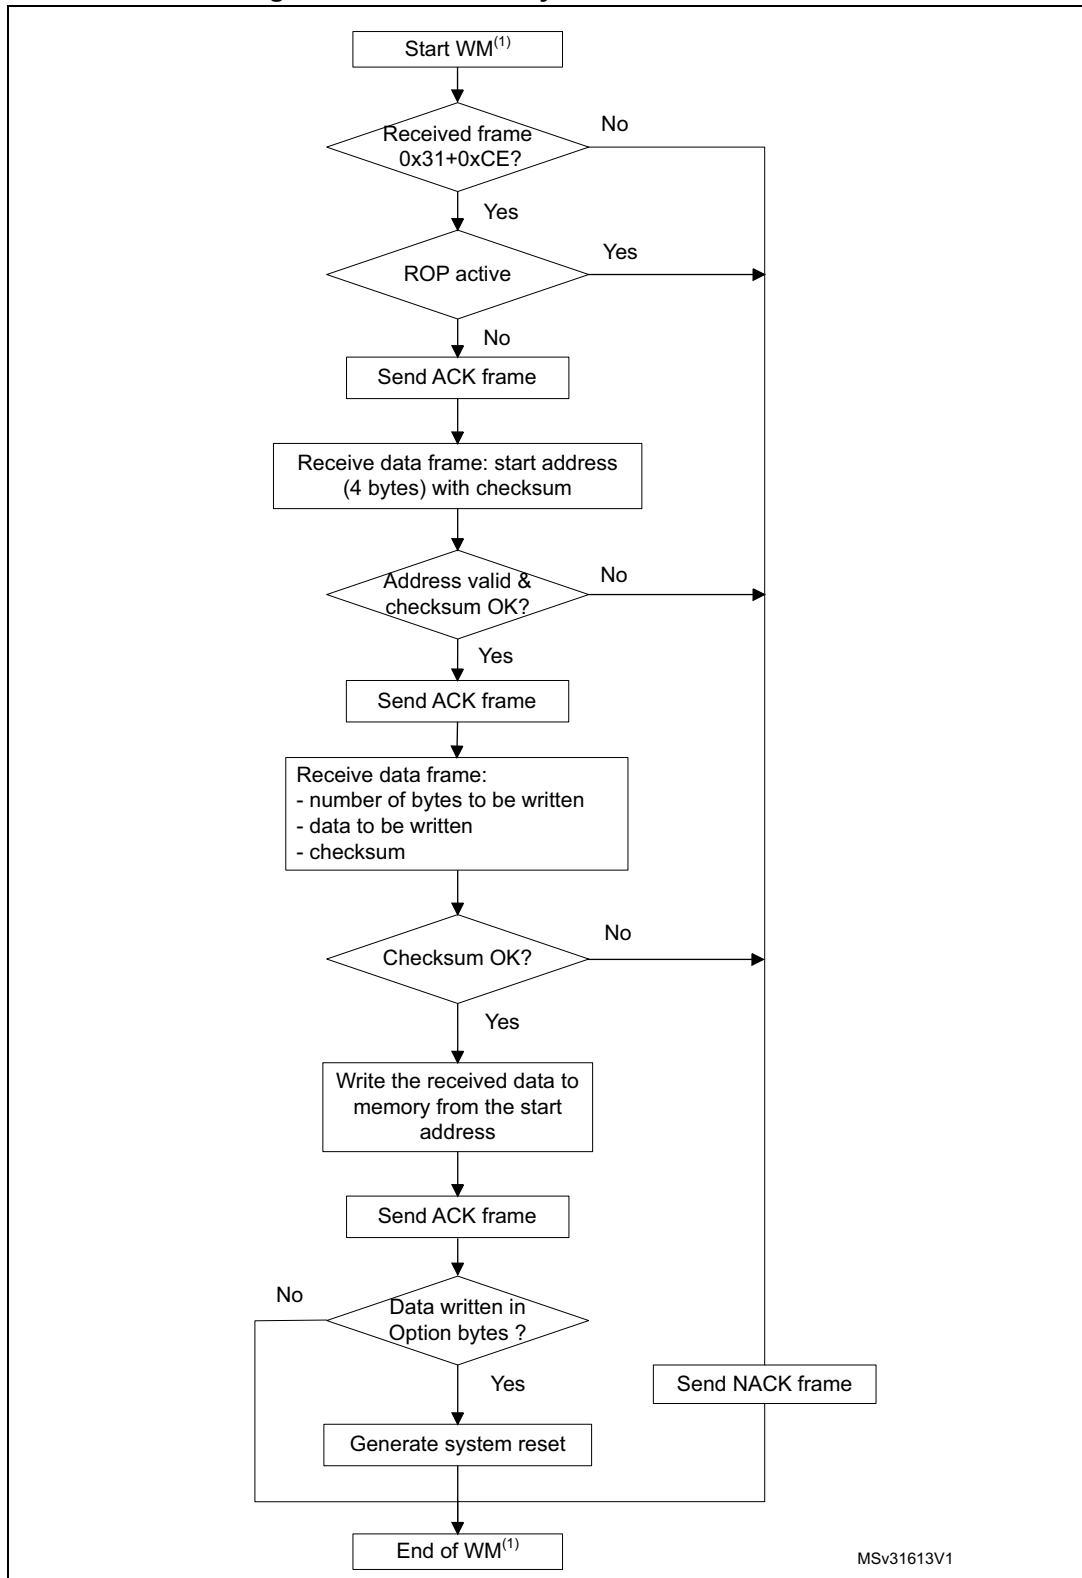 Start WM(1)
Received frame
0x31+0xCE?
No
Yes
ROP active
Yes
No
Send ACK frame
Receive data frame: start address
(4 bytes) with checksum
Address valid &
checksum OK?
No
Yes
Send ACK frame
Receive data frame:
- number of bytes to be written
- data to be written
- checksum
Checksum OK?
No
Yes
Write the received data to
memory from the start
address
Send ACK frame
No
Data written in
Option bytes ?
Yes
Send NACK frame
Generate system reset
End of WM(1)
MSv31613V1